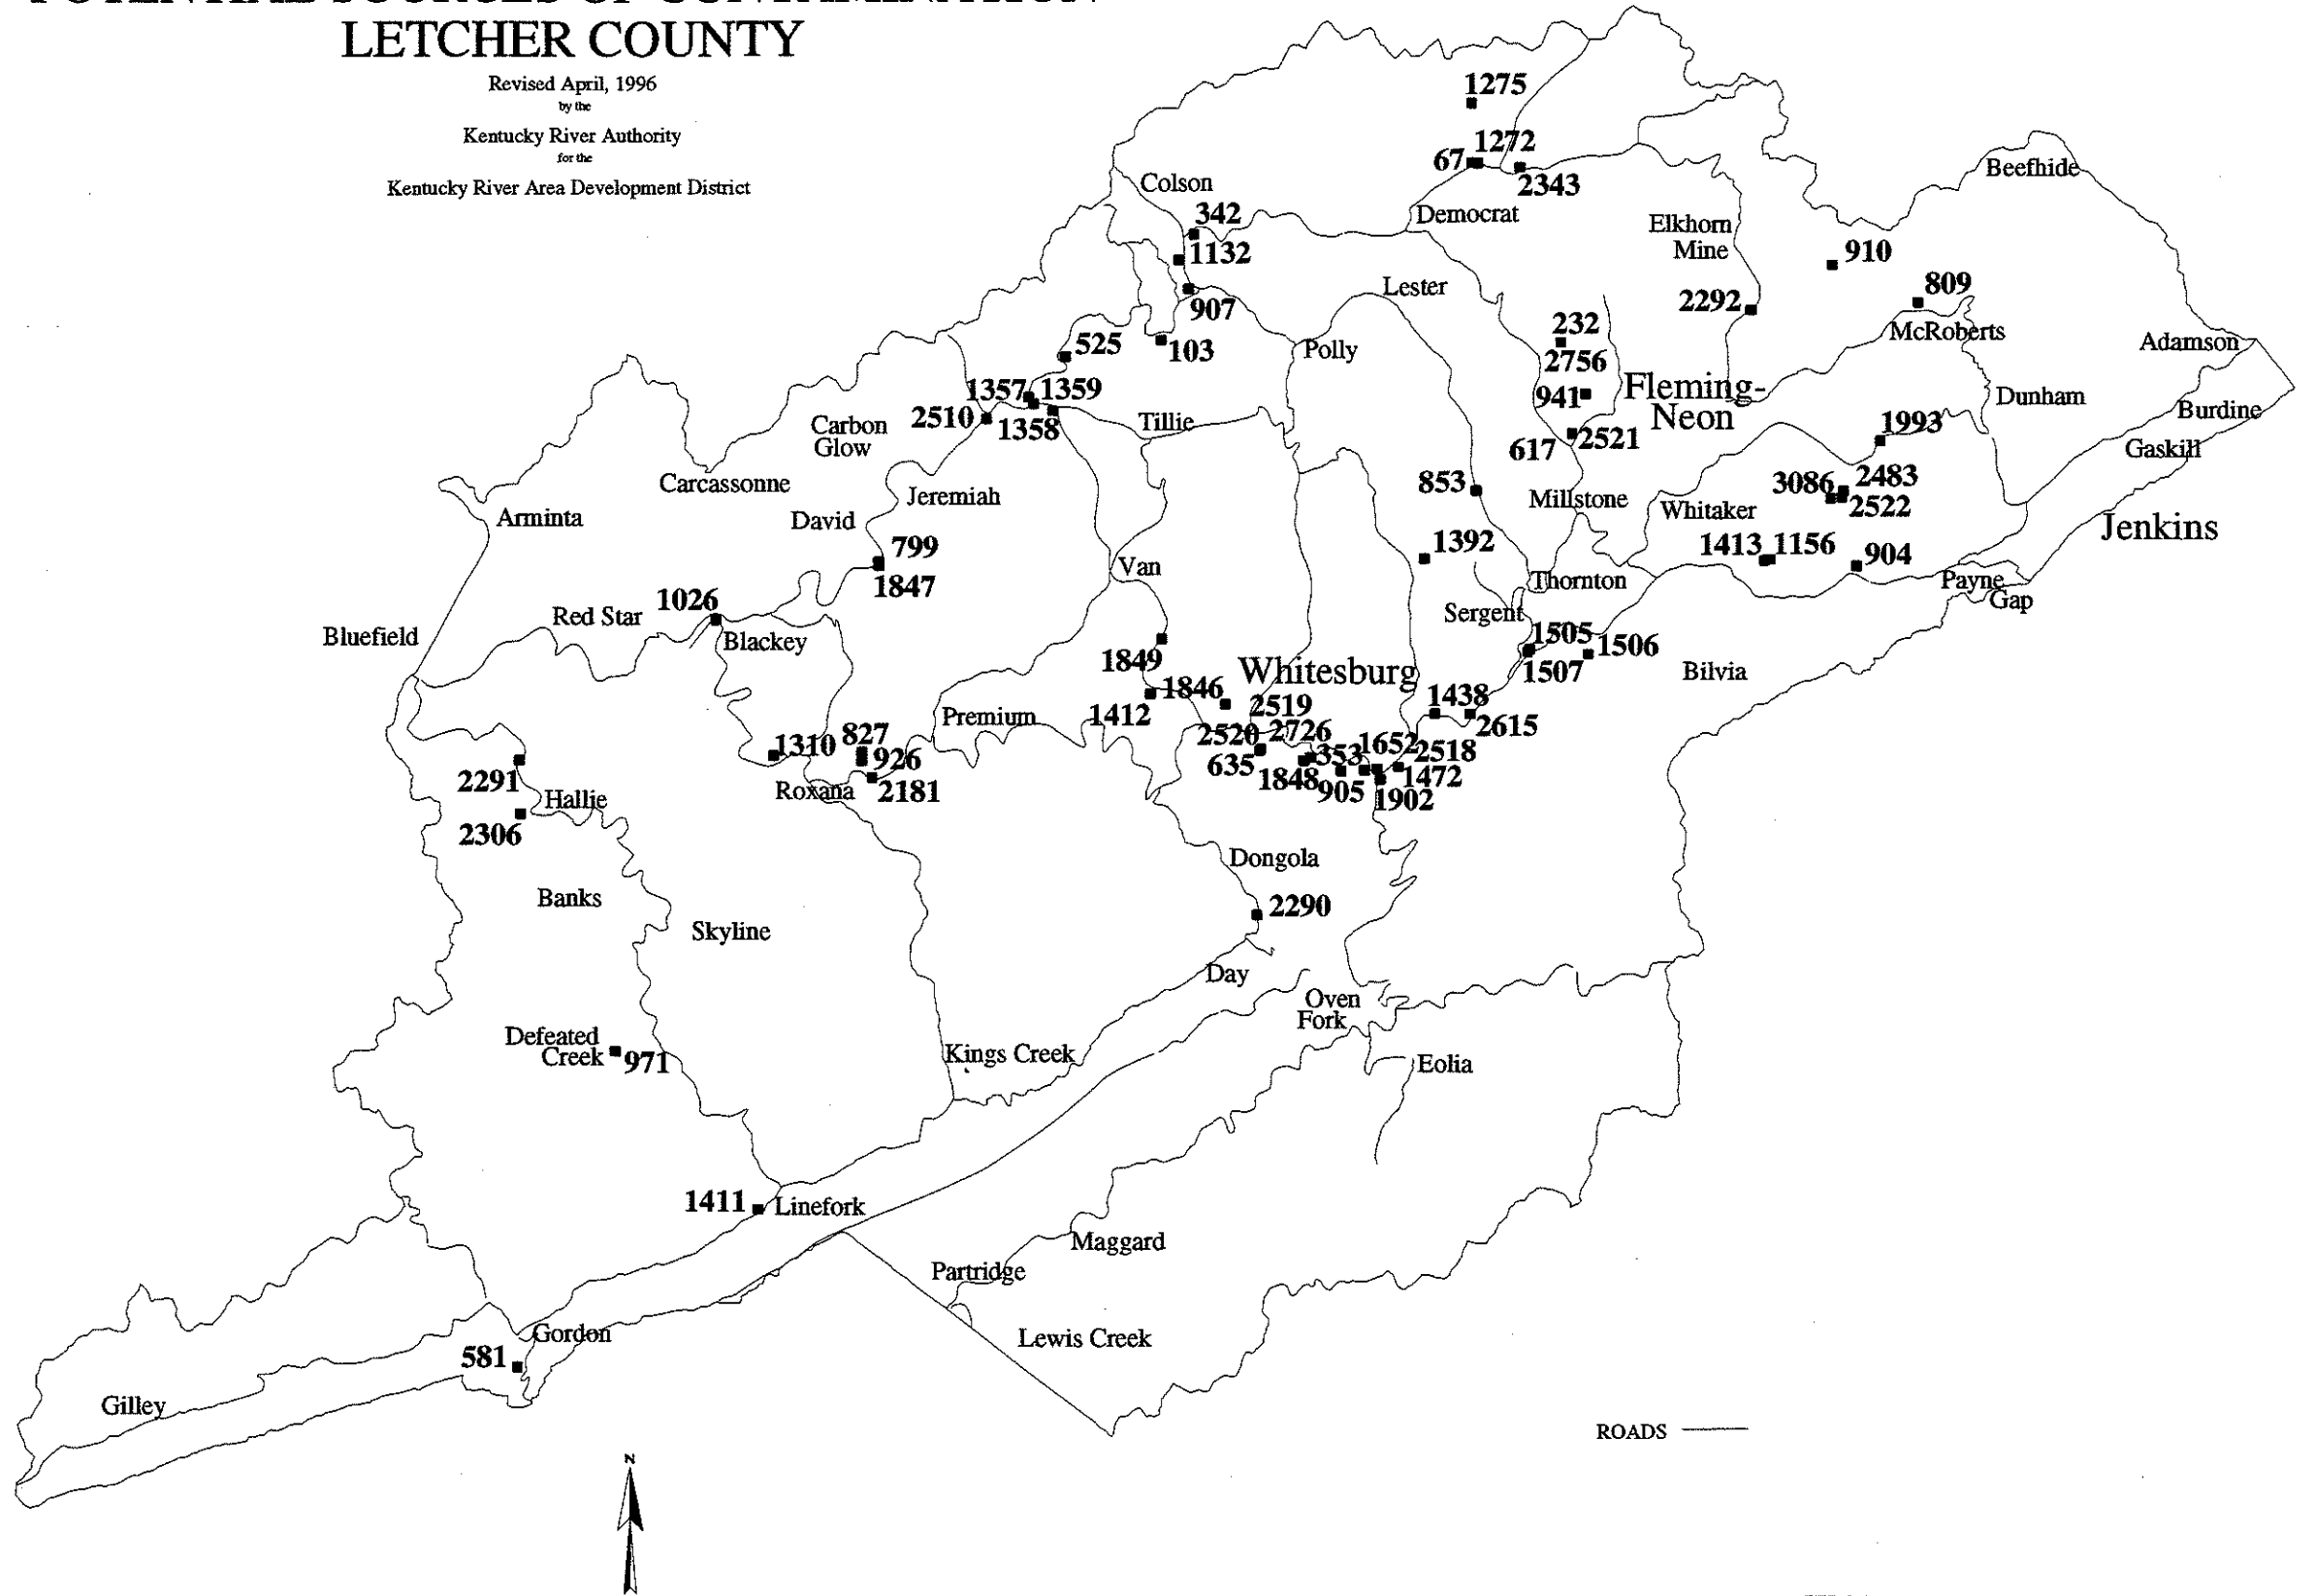 POTENTIAL SOURCES OF CONTAMINATION
LETCHER COUNTY
Revised April, 1996
by the
Kentucky River Authority
for the
Kentucky River Area Development District
1275
1272
67
2343
Beefhide
Colson
342
Democrat
Elkhorn
Mine
1132
910
Lester
809
907
2292
McRoberts
232
525
103
Polly
2756
Adamson
1357
1359
941
Fleming-
Neon
Dunham
2510
1358
Tillie
Burdine
Carbon
Glow
1993
617
2521
Gaskill
Carcassonne
853
3086
2483
Jeremiah
Millstone
2522
Arminta
David
Whitaker
Jenkins
799
1392
1413
1156
904
1847
Van
Thornton
Payne
Gap
1026
Red Star
Sergent
Bluefield
Blackey
1505
1506
1849
Whitesburg
1507
Bilvia
1846
1438
1412
2519
Premium
2615
2520
2726
827
1310
353
1652
2518
926
635
1848
1472
2291
Roxana
2181
905
1902
Hallie
2306
Dongola
Banks
2290
Skyline
Day
Oven
Fork
Defeated
Creek
971
Kings Creek
Eolia
1411
Linefork
Maggard
Partridge
Gordon
Lewis Creek
581
Gilley
ROADS
N